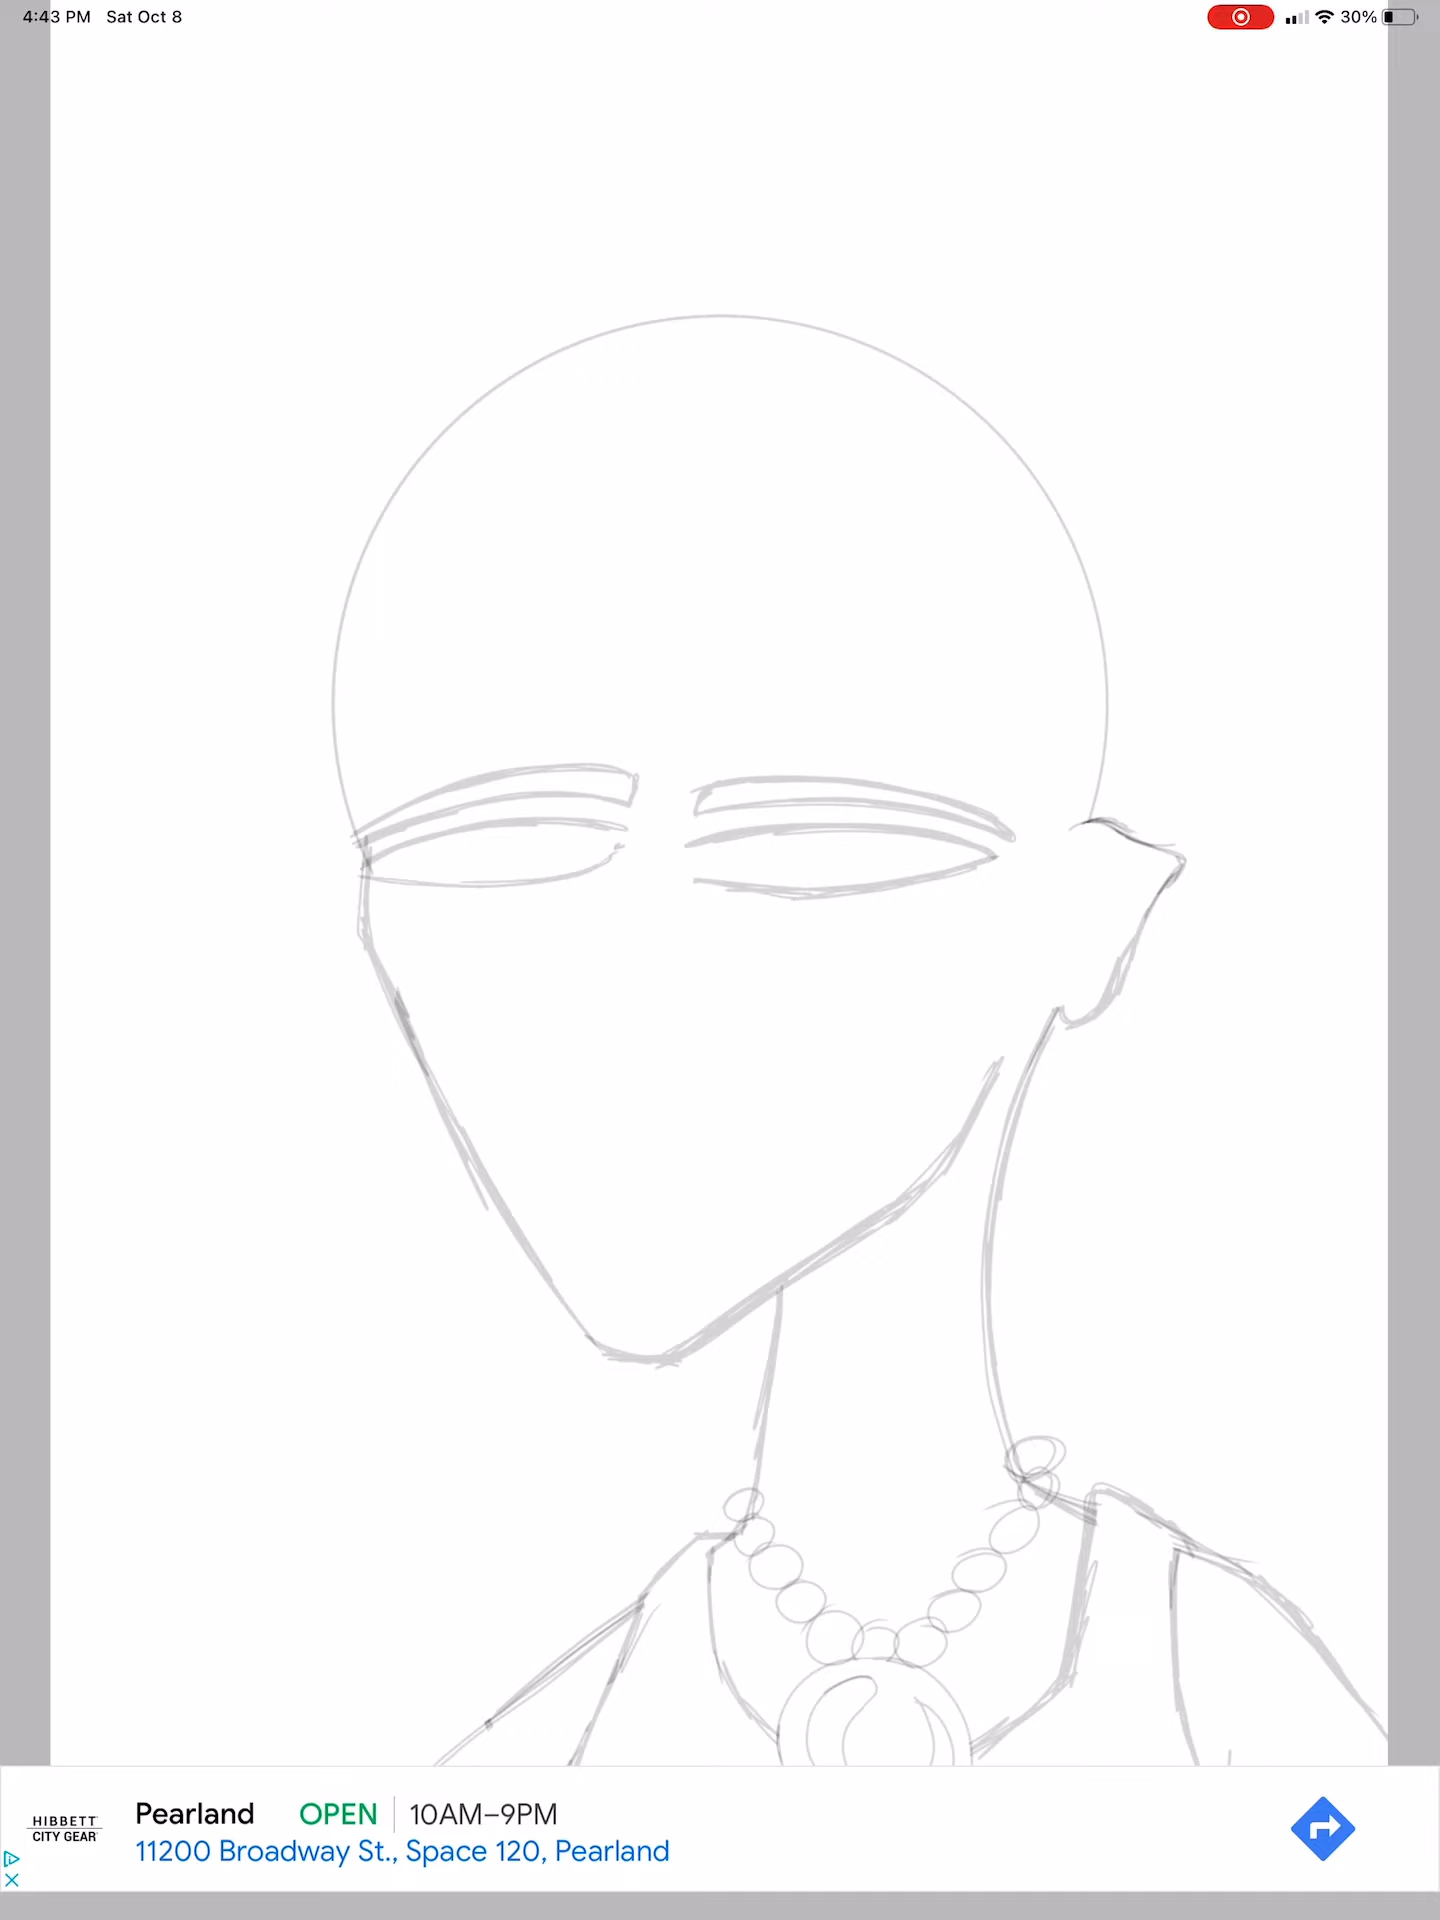 4:43 PM Sat Oct 8
30%
HIBBETT
CITY GEAR
Pearland OPEN 10AM–9PM
11200 Broadway St., Space 120, Pearland